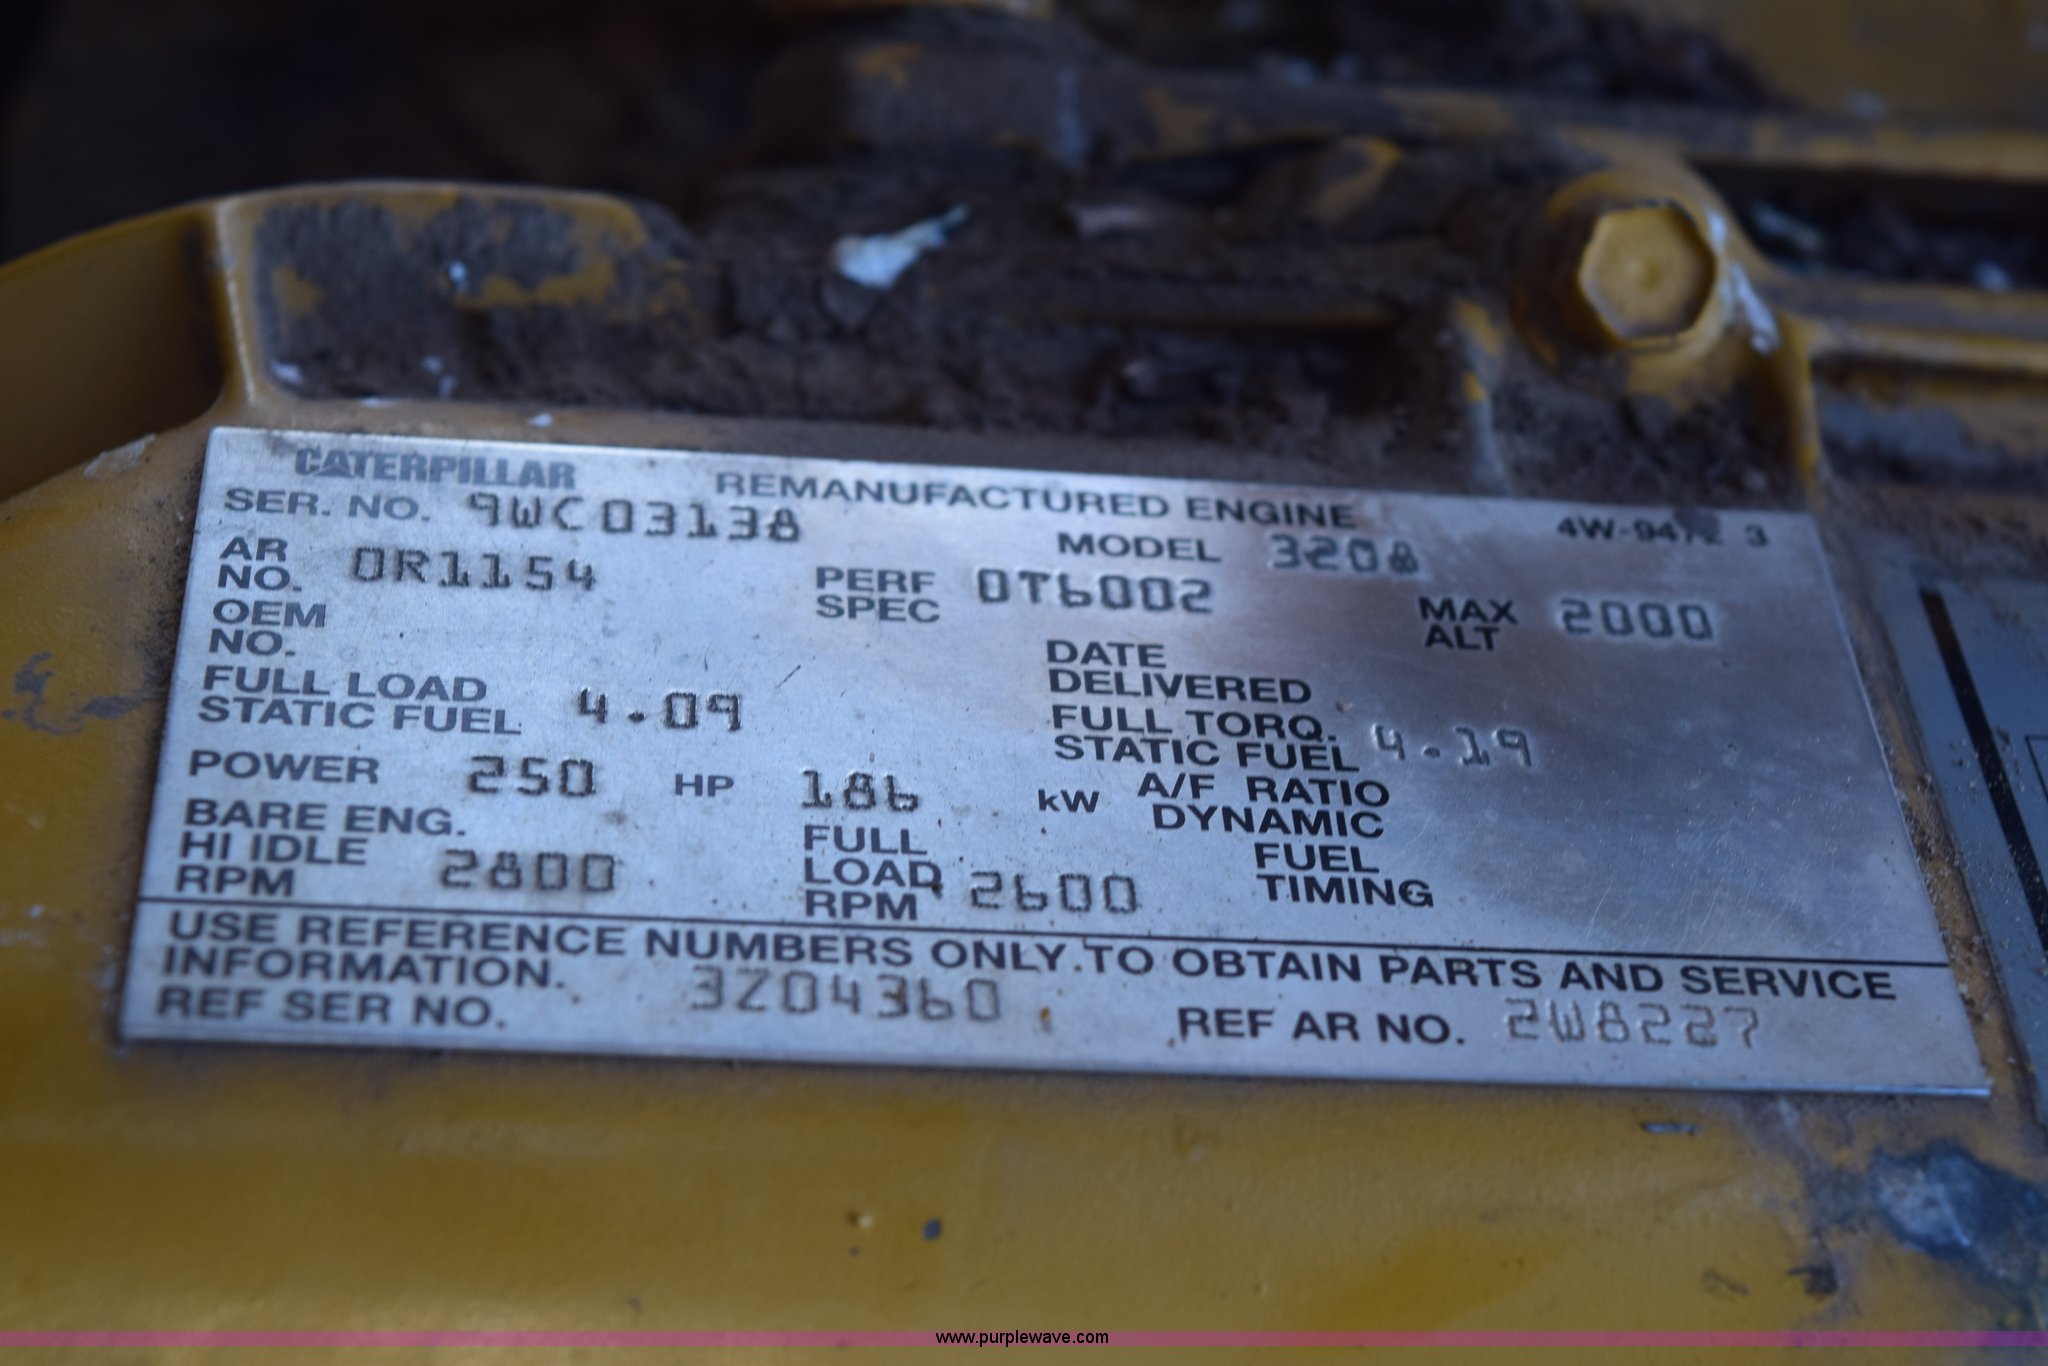 CATERPILLAR REMANUFACTURED ENGINE 4W-9472 3
SER. NO. 9WC03138 MODEL 3208
AR NO. 0R1154 PERF SPEC 0T6002 MAX ALT 2000
OEM NO. DATE DELIVERED
FULL LOAD STATIC FUEL 4.09 FULL TORQ. STATIC FUEL 4.19
POWER 250 HP 186 kW A/F RATIO DYNAMIC
BARE ENG. HI IDLE RPM 2800 FULL LOAD RPM 2600 FUEL TIMING
USE REFERENCE NUMBERS ONLY TO OBTAIN PARTS AND SERVICE
INFORMATION.
REF SER NO. 3Z04360 REF AR NO. 2W8227
www.purplewave.com